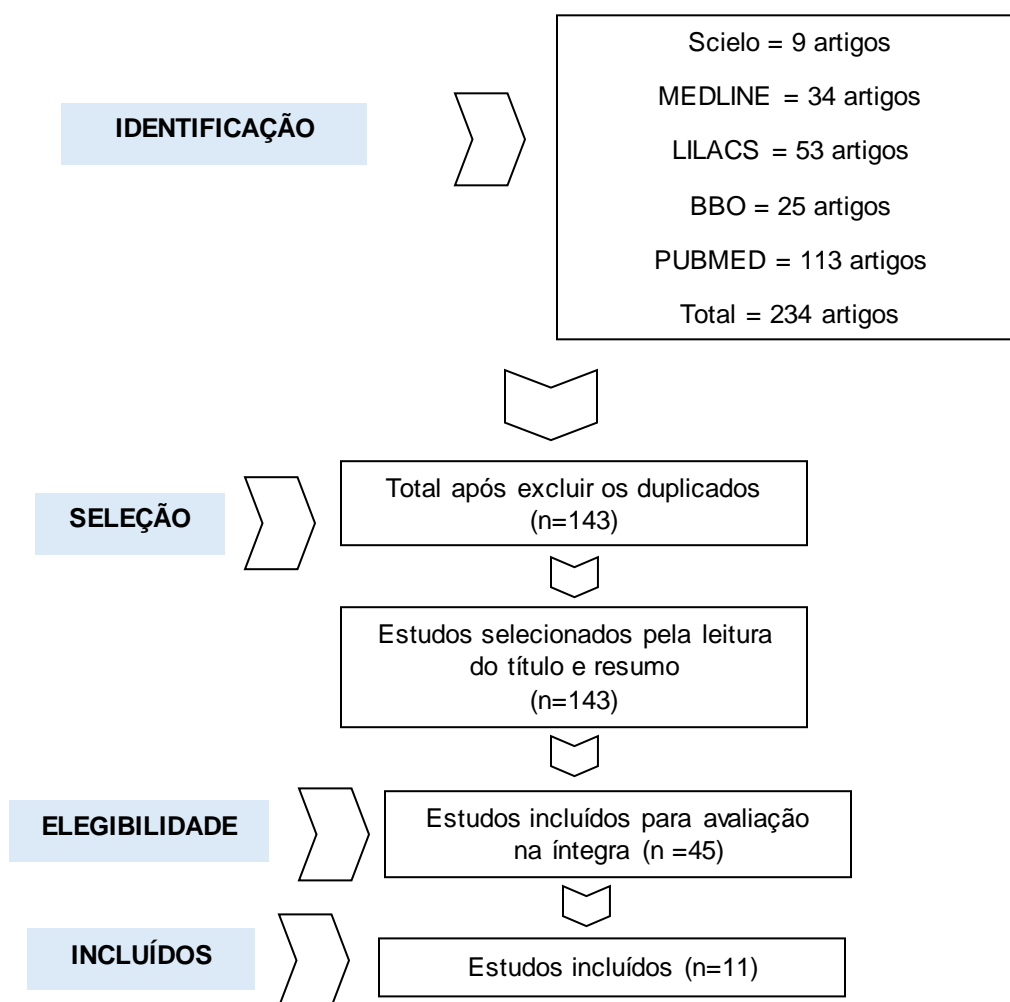 IDENTIFICAÇÃO
Scielo = 9 artigos
MEDLINE = 34 artigos
LILACS = 53 artigos
BBO = 25 artigos
PUBMED = 113 artigos
Total = 234 artigos
SELEÇÃO
Total após excluir os duplicados
(n=143)
Estudos selecionados pela leitura
do título e resumo
(n=143)
ELEGIBILIDADE
Estudos incluídos para avaliação
na íntegra (n =45)
INCLUÍDOS
Estudos incluídos (n=11)